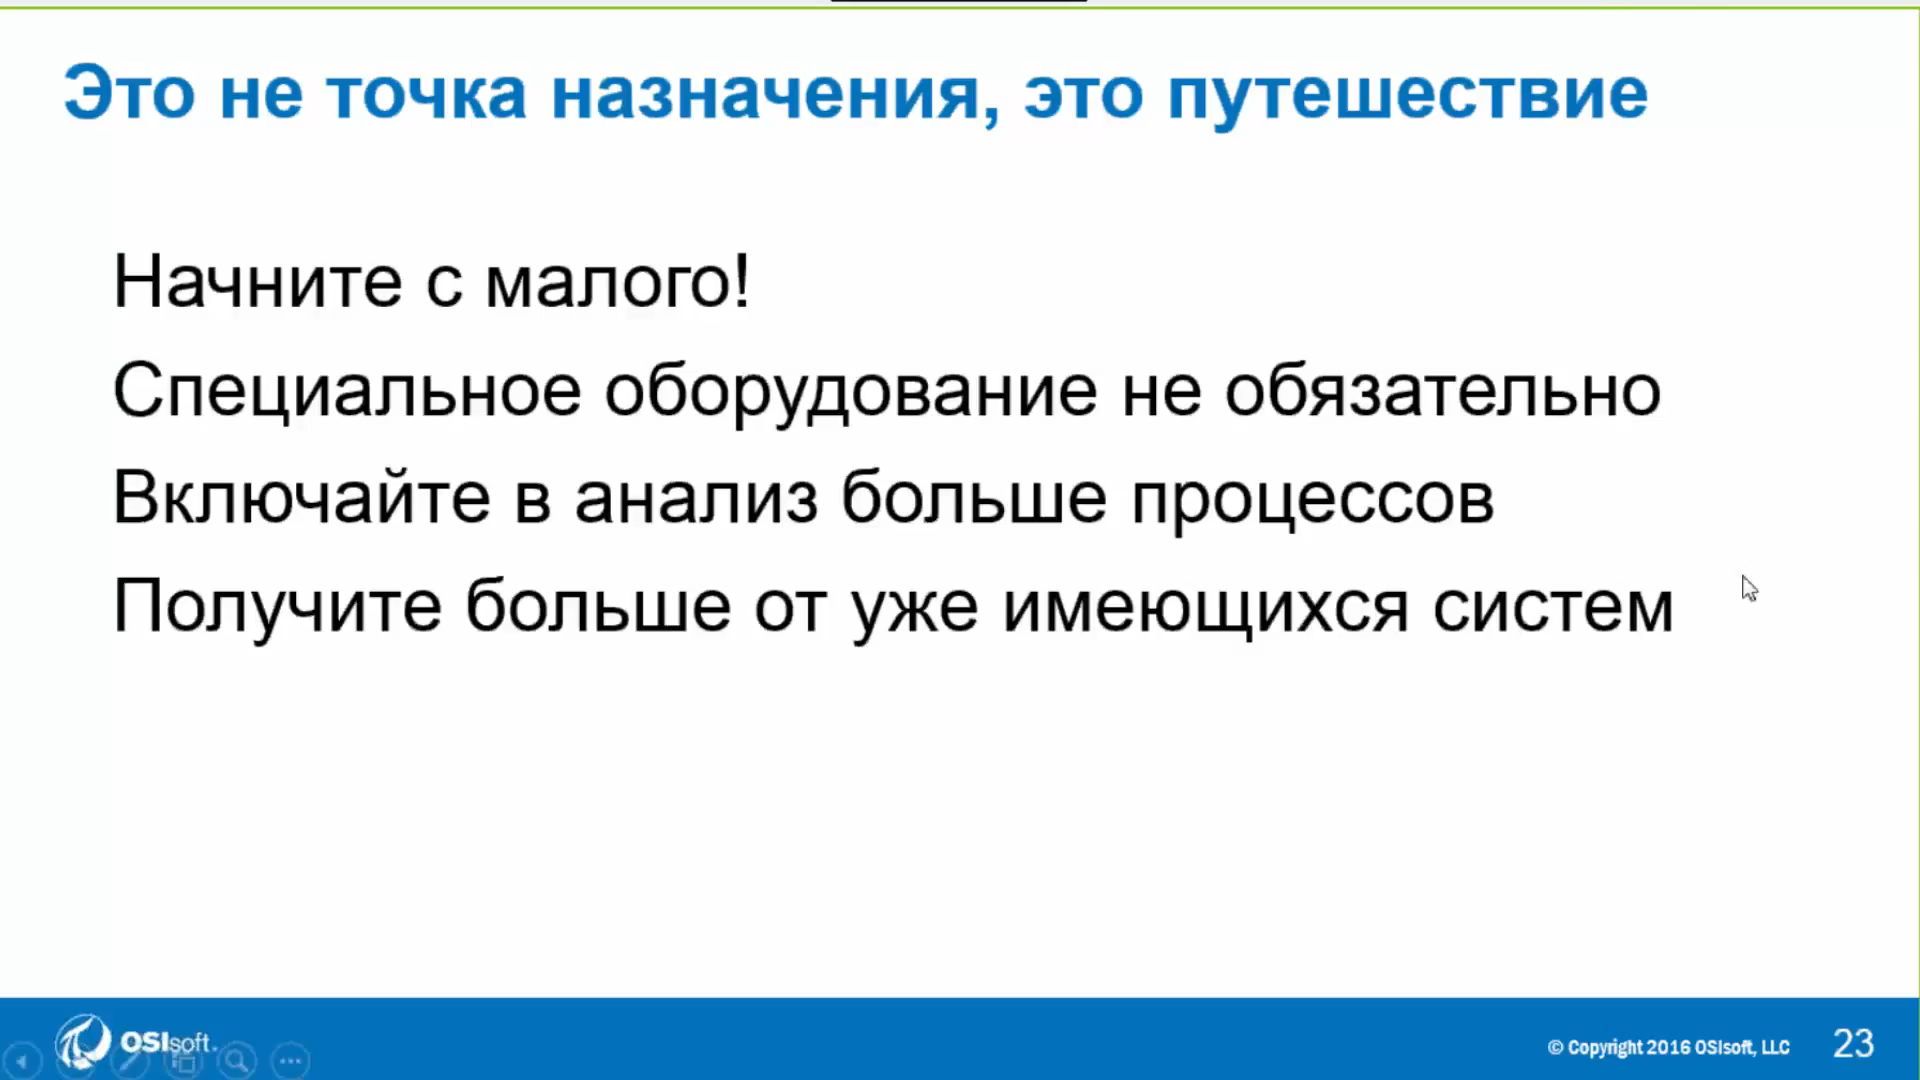 Это не точка назначения, это путешествие
Начните с малого!
Специальное оборудование не обязательно
Включайте в анализ больше процессов
Получите больше от уже имеющихся систем
OSIsoft.
© Copyright 2016 OSIsoft, LLC
23